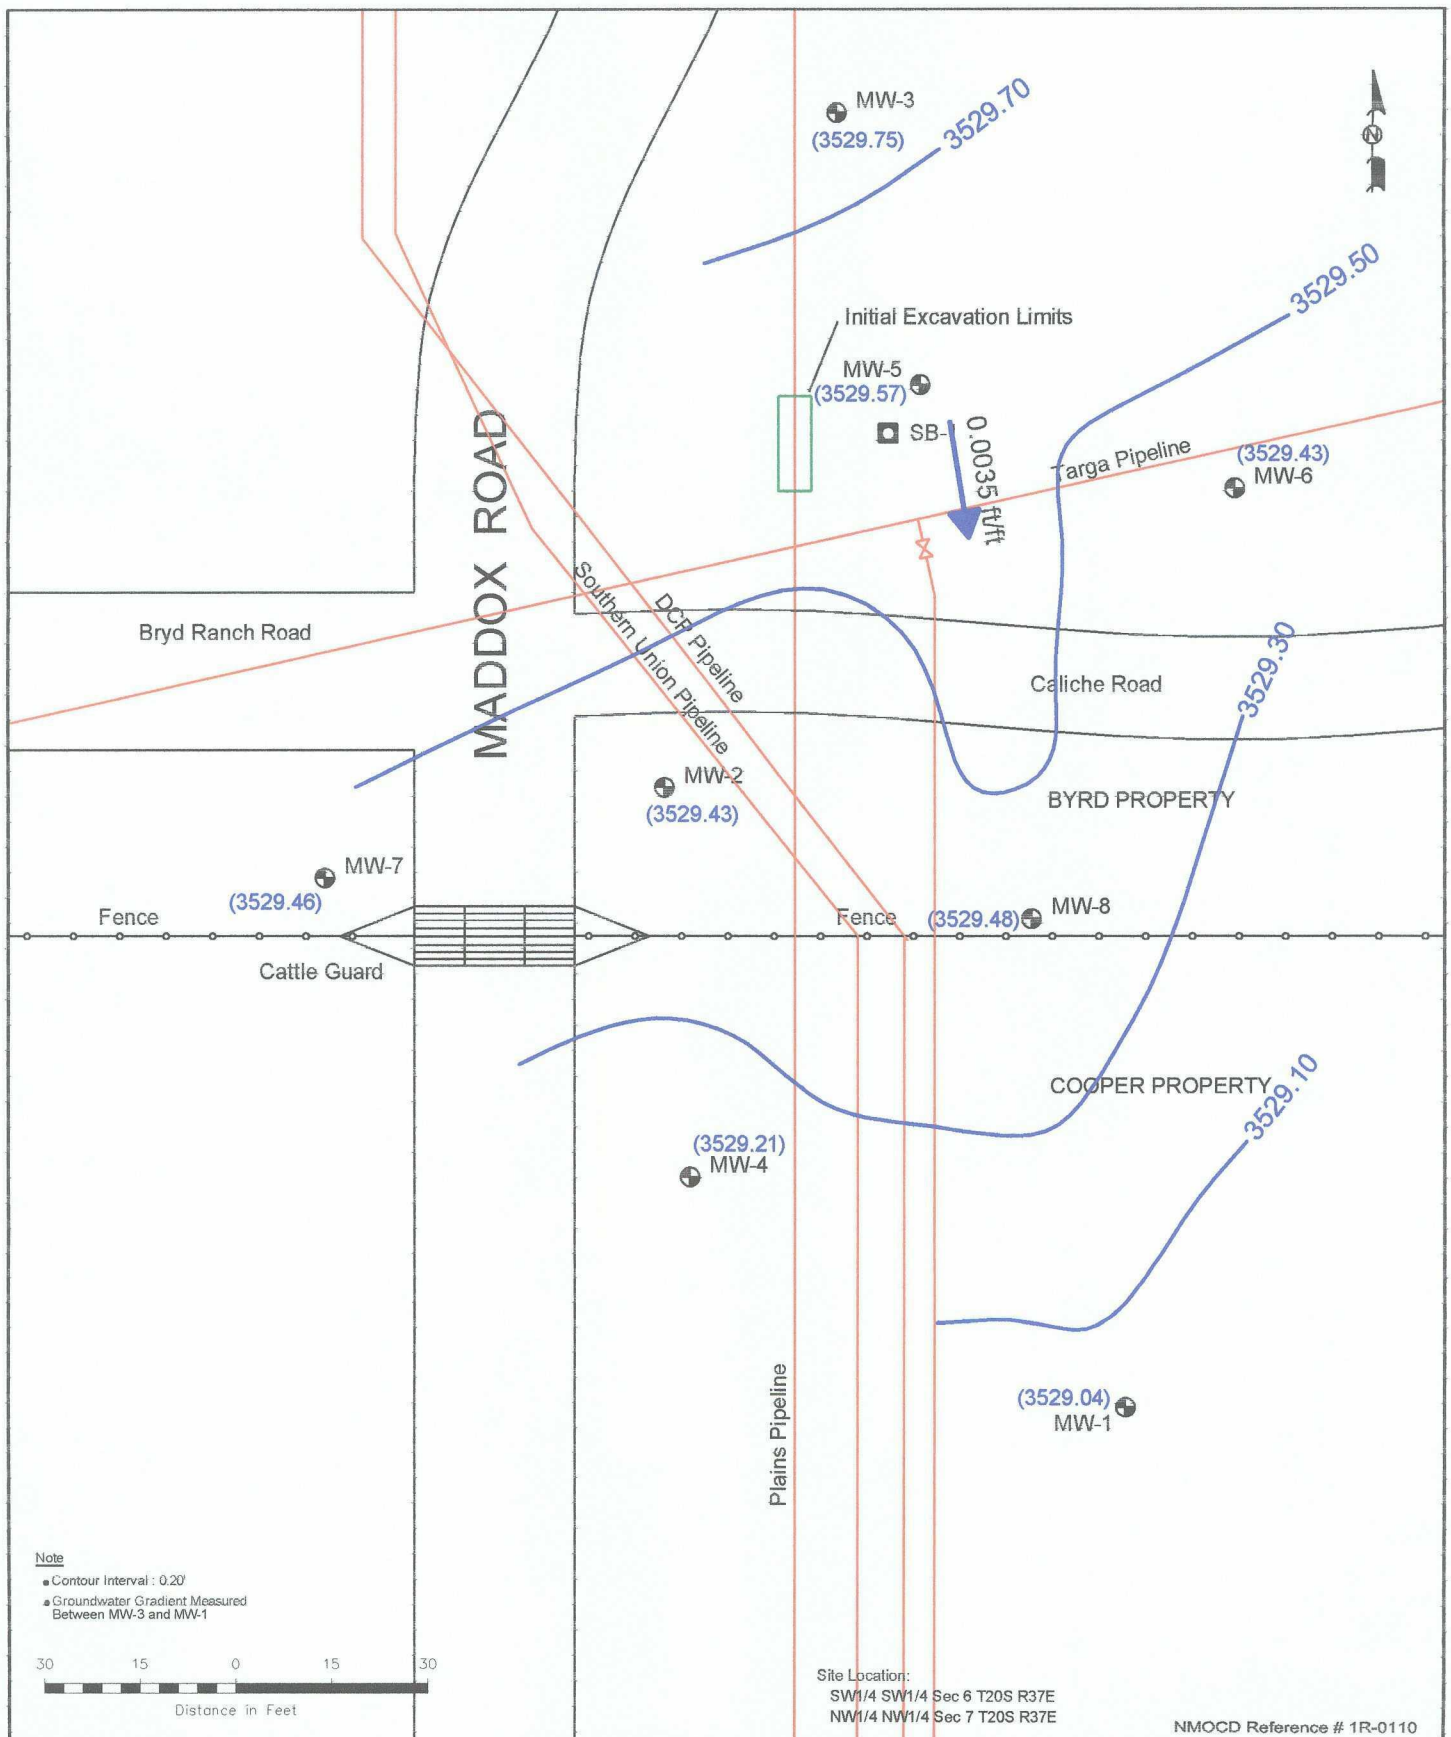 MW-3
(3529.75)
3529.70
N
3529.50
Initial Excavation Limits
MW-5
(3529.57)
SB-
0.0035 ft/ft
Targa Pipeline
(3529.43)
MW-6
MADDOX ROAD
Southern Union Pipeline
DCP Pipeline
Bryd Ranch Road
Caliche Road
3529.30
MW-2
(3529.43)
BYRD PROPERTY
MW-7
(3529.46)
Fence
Fence
(3529.48)
MW-8
Cattle Guard
COOPER PROPERTY
3529.10
(3529.21)
MW-4
Plains Pipeline
(3529.04)
MW-1
Note
Contour Interval : 0.20'
Groundwater Gradient Measured
Between MW-3 and MW-1
30 15 0 15 30
Distance in Feet
Site Location:
SW1/4 SW1/4 Sec 6 T20S R37E
NW1/4 NW1/4 Sec 7 T20S R37E
NMOCD Reference # 1R-0110